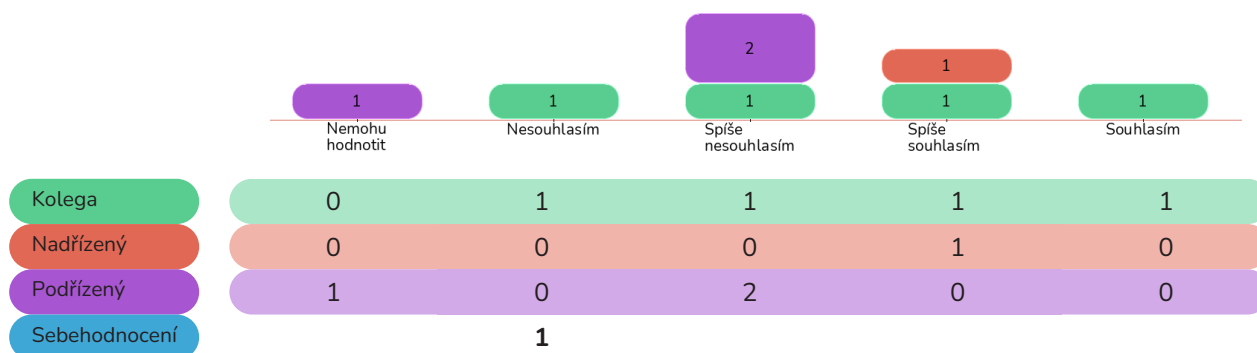 2
1
1 1 1 1 1
Nemohu hodnotit
Nesouhlasím
Spíše nesouhlasím
Spíše souhlasím
Souhlasím
Kolega 0 1 1 1 1
Nadřízený 0 0 0 1 0
Podřízený 1 0 2 0 0
Sebehodnocení 1